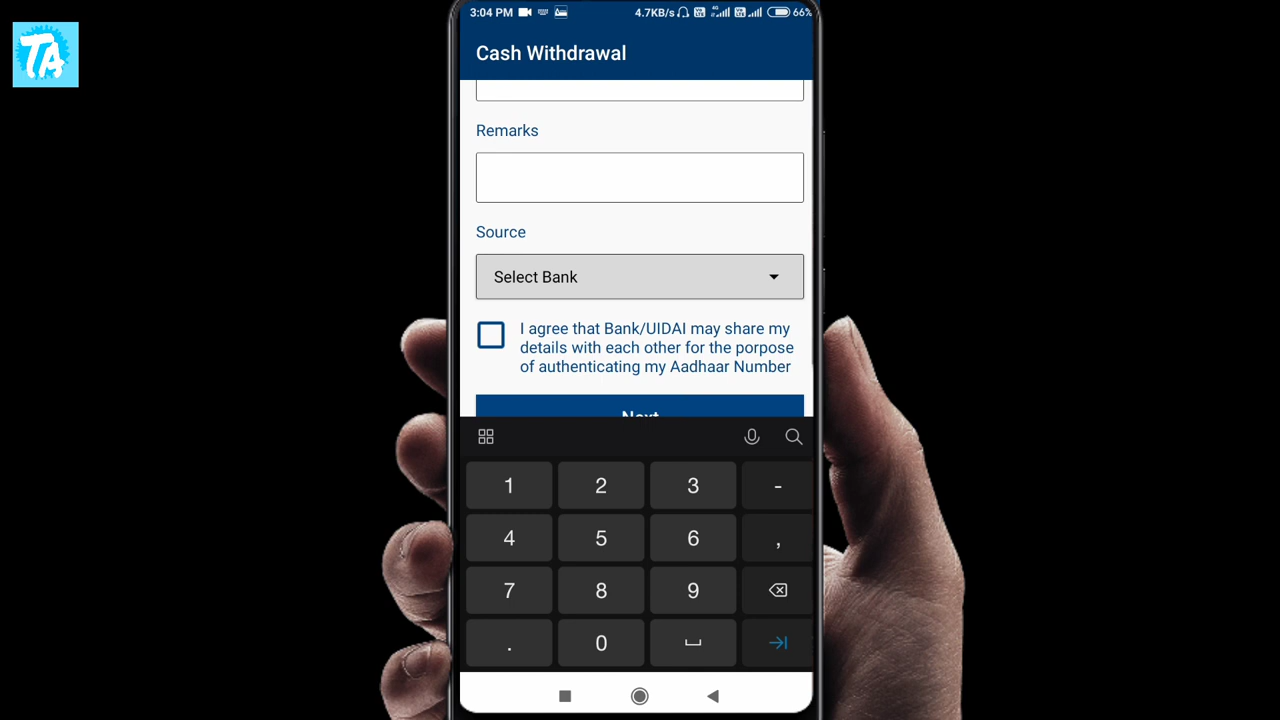 TA
3:04 PM 4.7KB/s 4G 66%
Cash Withdrawal
Remarks
Source
Select Bank
I agree that Bank/UIDAI may share my
details with each other for the porpose
of authenticating my Aadhaar Number
Next
1 2 3 -
4 5 6 ,
7 8 9
. 0